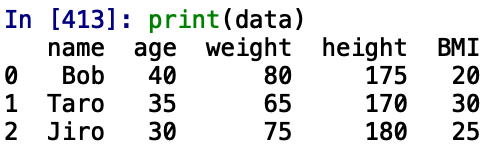 In [413]: print(data)
   name  age  weight  height  BMI
0   Bob   40      80     175   20
1  Taro   35      65     170   30
2  Jiro   30      75     180   25